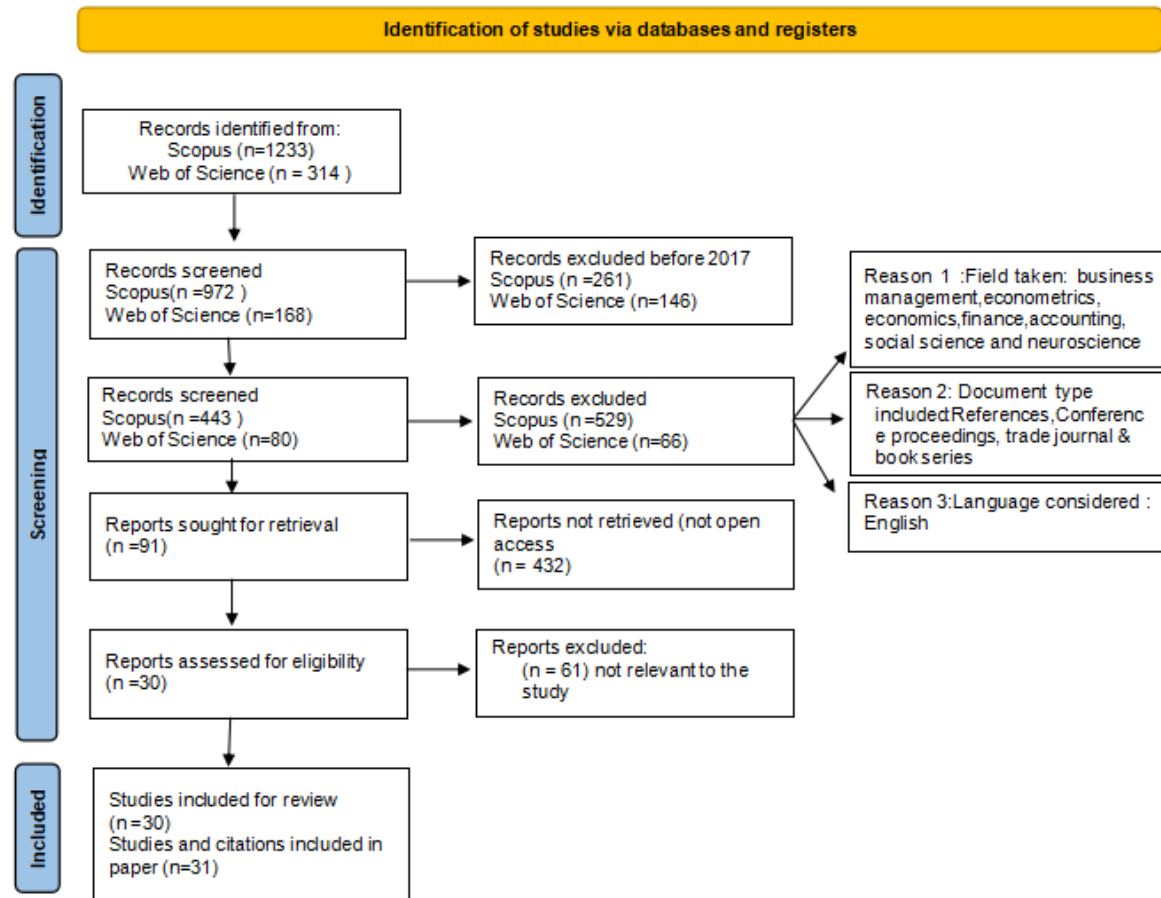 Identification of studies via databases and registers
Identification
Records identified from:
Scopus (n=1233)
Web of Science (n = 314 )
Screening
Records screened
Scopus(n =972 )
Web of Science (n=168)
Records excluded before 2017
Scopus (n =261)
Web of Science (n=146)
Records screened
Scopus(n =443 )
Web of Science (n=80)
Records excluded
Scopus (n =529)
Web of Science (n=66)
Reason 1 :Field taken: business
management,econometrics,
economics,finance,accounting,
social science and neuroscience
Reason 2: Document type
included:References,Conferenc
e proceedings, trade journal &
book series
Reason 3:Language considered :
English
Reports sought for retrieval
(n =91)
Reports not retrieved (not open
access
(n = 432)
Reports assessed for eligibility
(n =30)
Reports excluded:
(n = 61) not relevant to the
study
Included
Studies included for review
(n=30)
Studies and citations included in
paper (n=31)